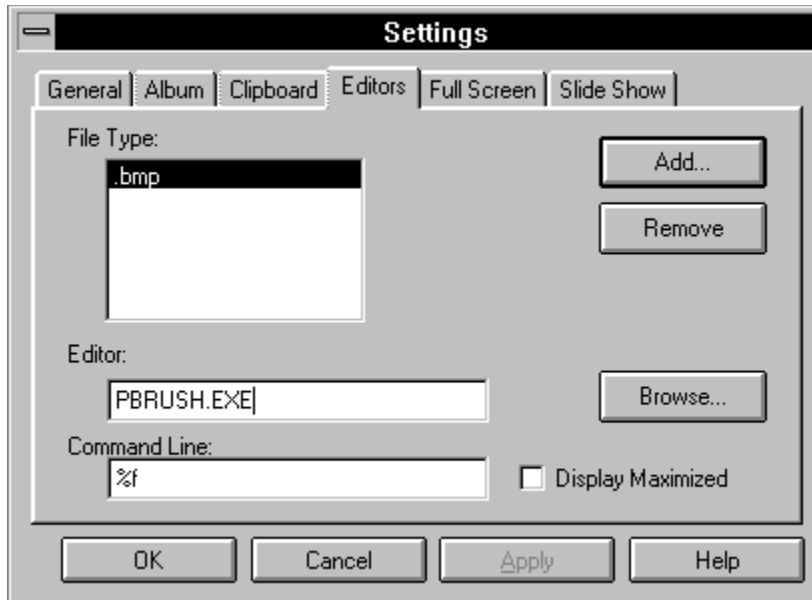 Settings
General Album Clipboard Editors Full Screen Slide Show
File Type:
.bmp
Add...
Remove
Editor:
PBRUSH.EXE
Browse...
Command Line:
%f
Display Maximized
OK Cancel Apply Help